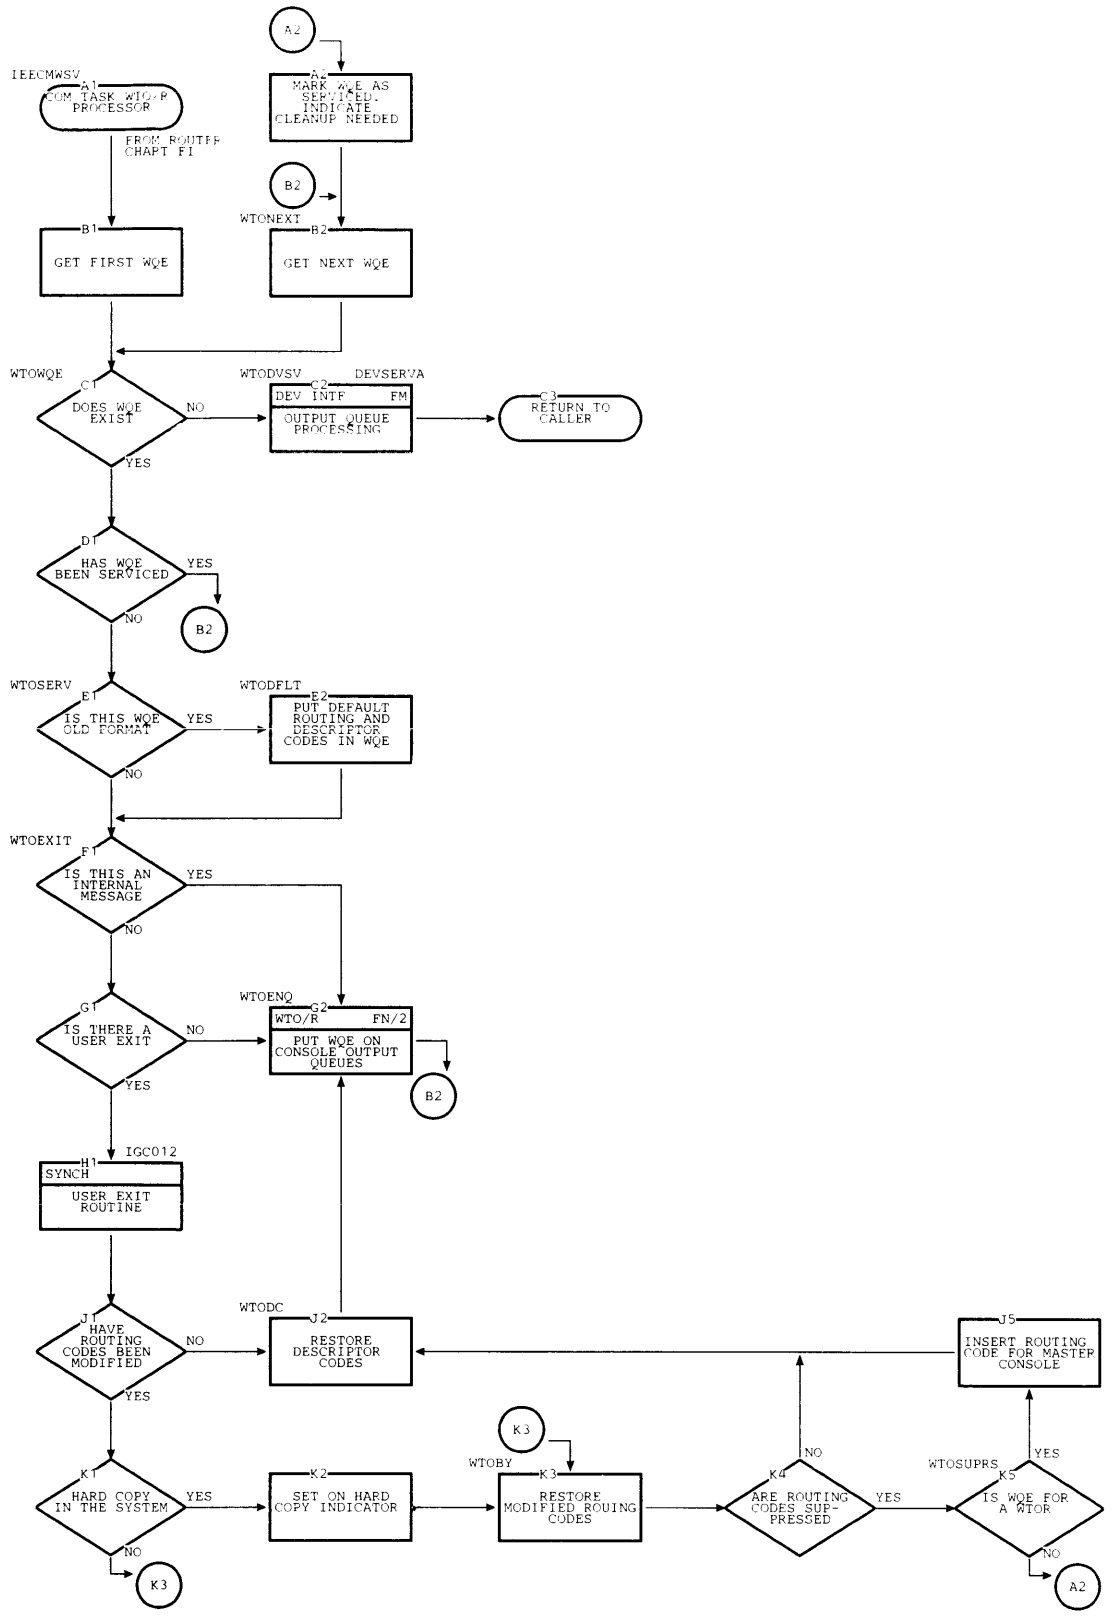 A2
IEECMWSV
A1
COM TASK WTO/R
PROCESSOR
FROM ROUTER
CHART FI
A2
MARK WQE AS
SERVICED.
INDICATE
CLEANUP NEEDED
B2
B1
GET FIRST WQE
WTONEXT
B2
GET NEXT WQE
WTOWQE
C1
DOES WQE
EXIST
NO
YES
WTODVSV
DEVSERVA
C2
DEV INTF
FM
OUTPUT QUEUE
PROCESSING
C3
RETURN TO
CALLER
D1
HAS WQE
BEEN SERVICED
YES
NO
B2
WTOSERV
E1
IS THIS WQE
OLD FORMAT
YES
NO
WTODFLT
E2
PUT DEFAULT
ROUTING AND
DESCRIPTOR
CODES IN WQE
WTOEXIT
F1
IS THIS AN
INTERNAL
MESSAGE
YES
NO
G1
IS THERE A
USER EXIT
NO
YES
WTOENQ
G2
WTO/R
FN/2
PUT WQE ON
CONSOLE OUTPUT
QUEUES
B2
IGC012
H1
SYNCH
USER EXIT
ROUTINE
J1
HAVE
ROUTING
CODES BEEN
MODIFIED
NO
YES
WTODC
J2
RESTORE
DESCRIPTOR
CODES
J5
INSERT ROUTING
CODE FOR MASTER
CONSOLE
K1
HARD COPY
IN THE SYSTEM
YES
NO
K3
K2
SET ON HARD
COPY INDICATOR
K3
WTOBY
K3
RESTORE
MODIFIED ROUING
CODES
K4
ARE ROUTING
CODES SUP-
PRESSED
NO
YES
WTOSUPRS
K5
IS WQE FOR
A WTOR
YES
NO
A2